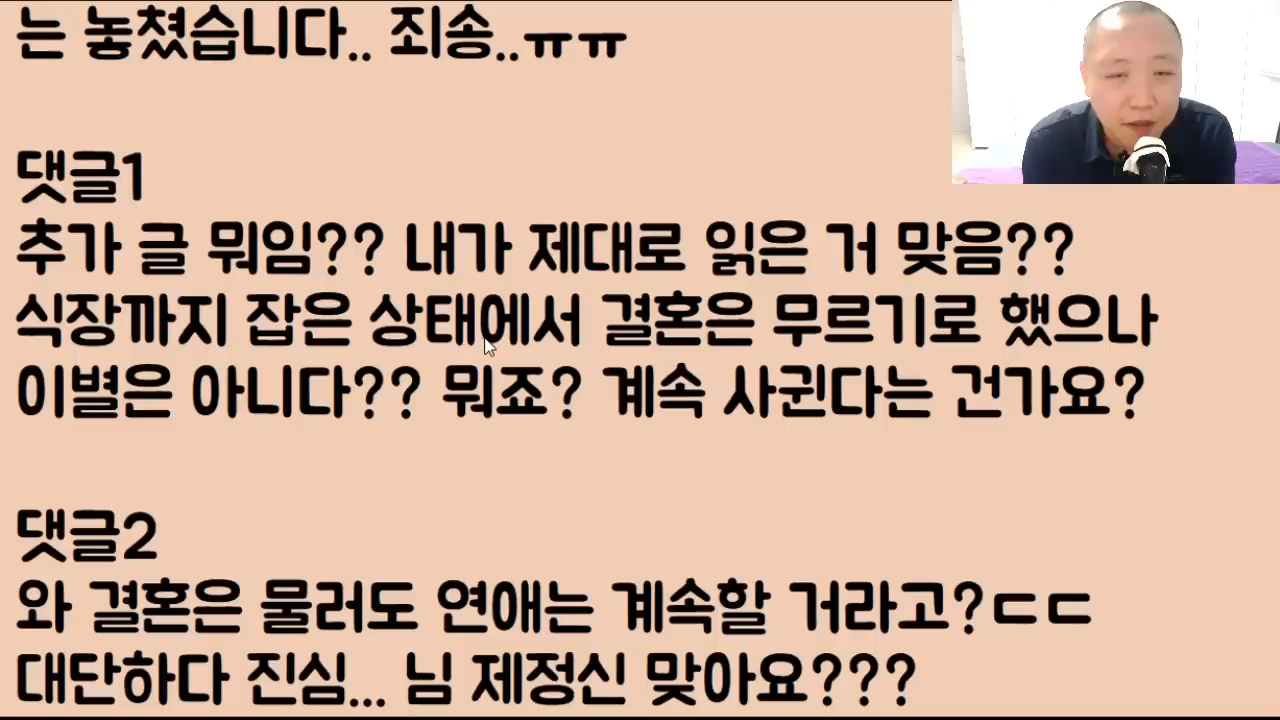 는 놓쳤습니다.. 죄송..ㅠㅠ
댓글1
추가 글 뭐임?? 내가 제대로 읽은 거 맞음??
식장까지 잡은 상태에서 결혼은 무르기로 했으나
이별은 아니다?? 뭐죠? 계속 사귄다는 건가요?
댓글2
와 결혼은 물러도 연애는 계속할 거라고?ㄷㄷ
대단하다 진심... 님 제정신 맞아요???